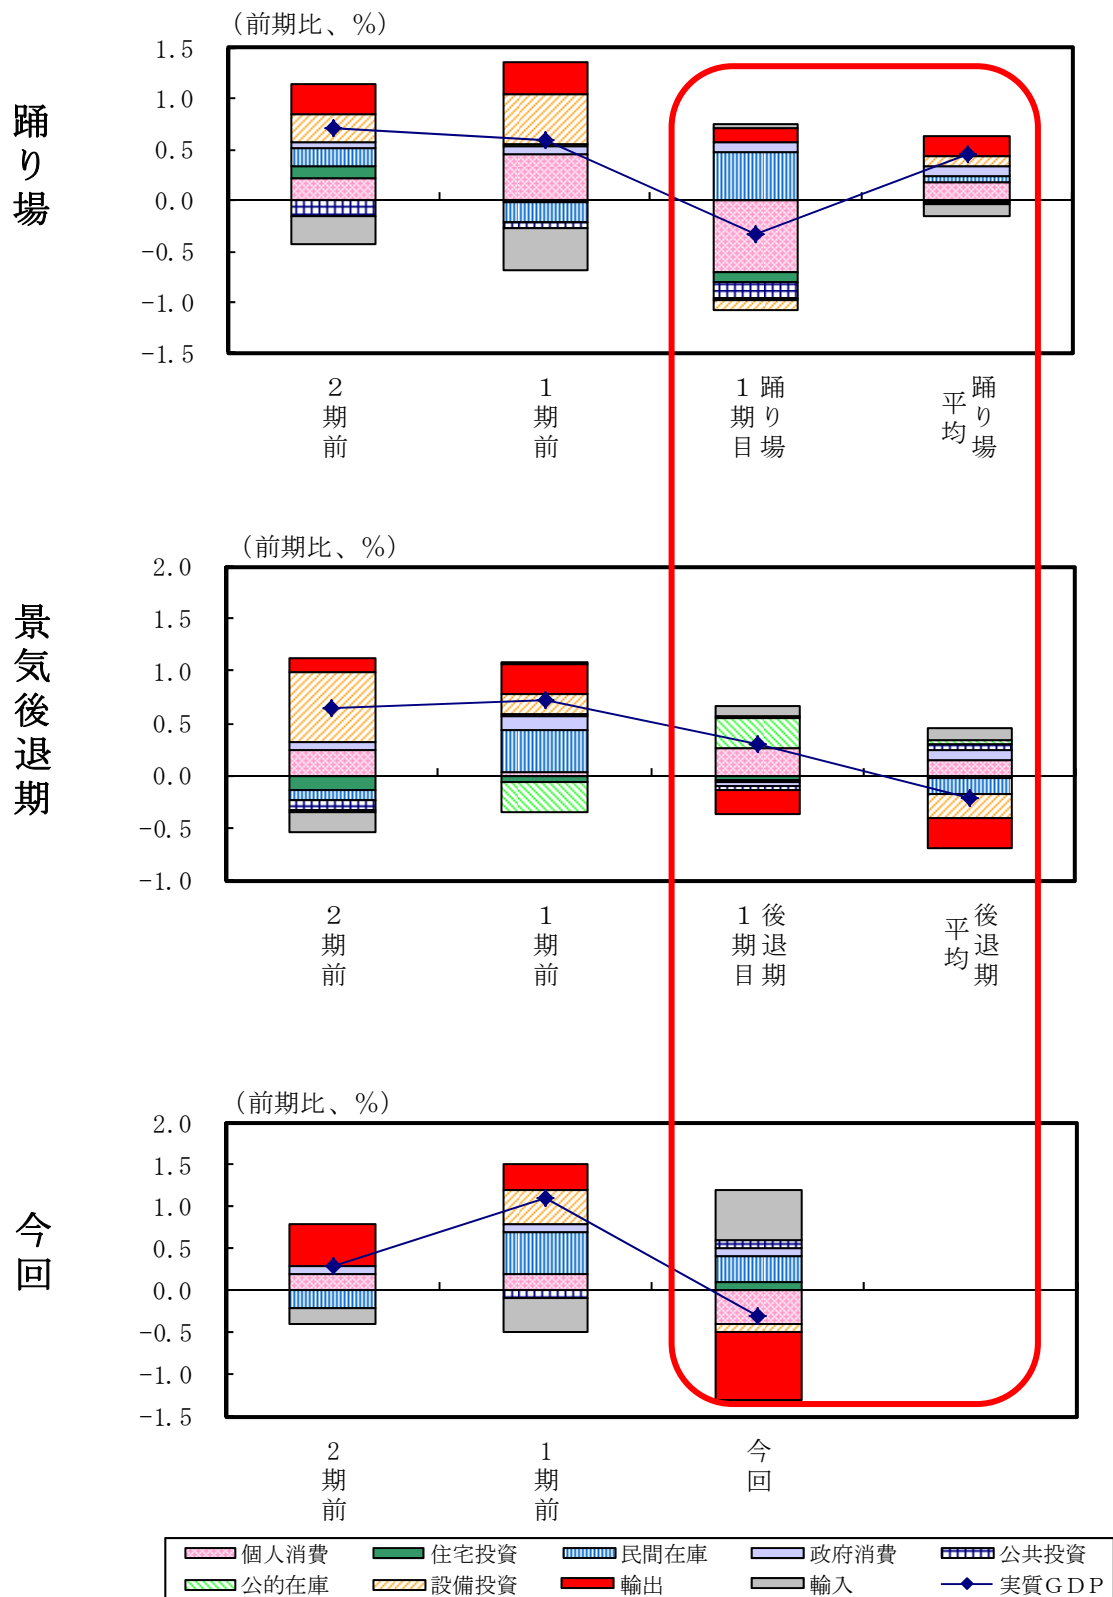 踊り場
（前期比、％）
1.5
1.0
0.5
0.0
-0.5
-1.0
-1.5
２期前
１期前
踊り場
１期目
踊り場
平均
景気後退期
（前期比、％）
2.0
1.5
1.0
0.5
0.0
-0.5
-1.0
２期前
１期前
後退期
１期目
後退期
平均
今回
（前期比、％）
2.0
1.5
1.0
0.5
0.0
-0.5
-1.0
-1.5
２期前
１期前
今回
個人消費 住宅投資 民間在庫 政府消費 公共投資
公的在庫 設備投資 輸出 輸入 実質ＧＤＰ